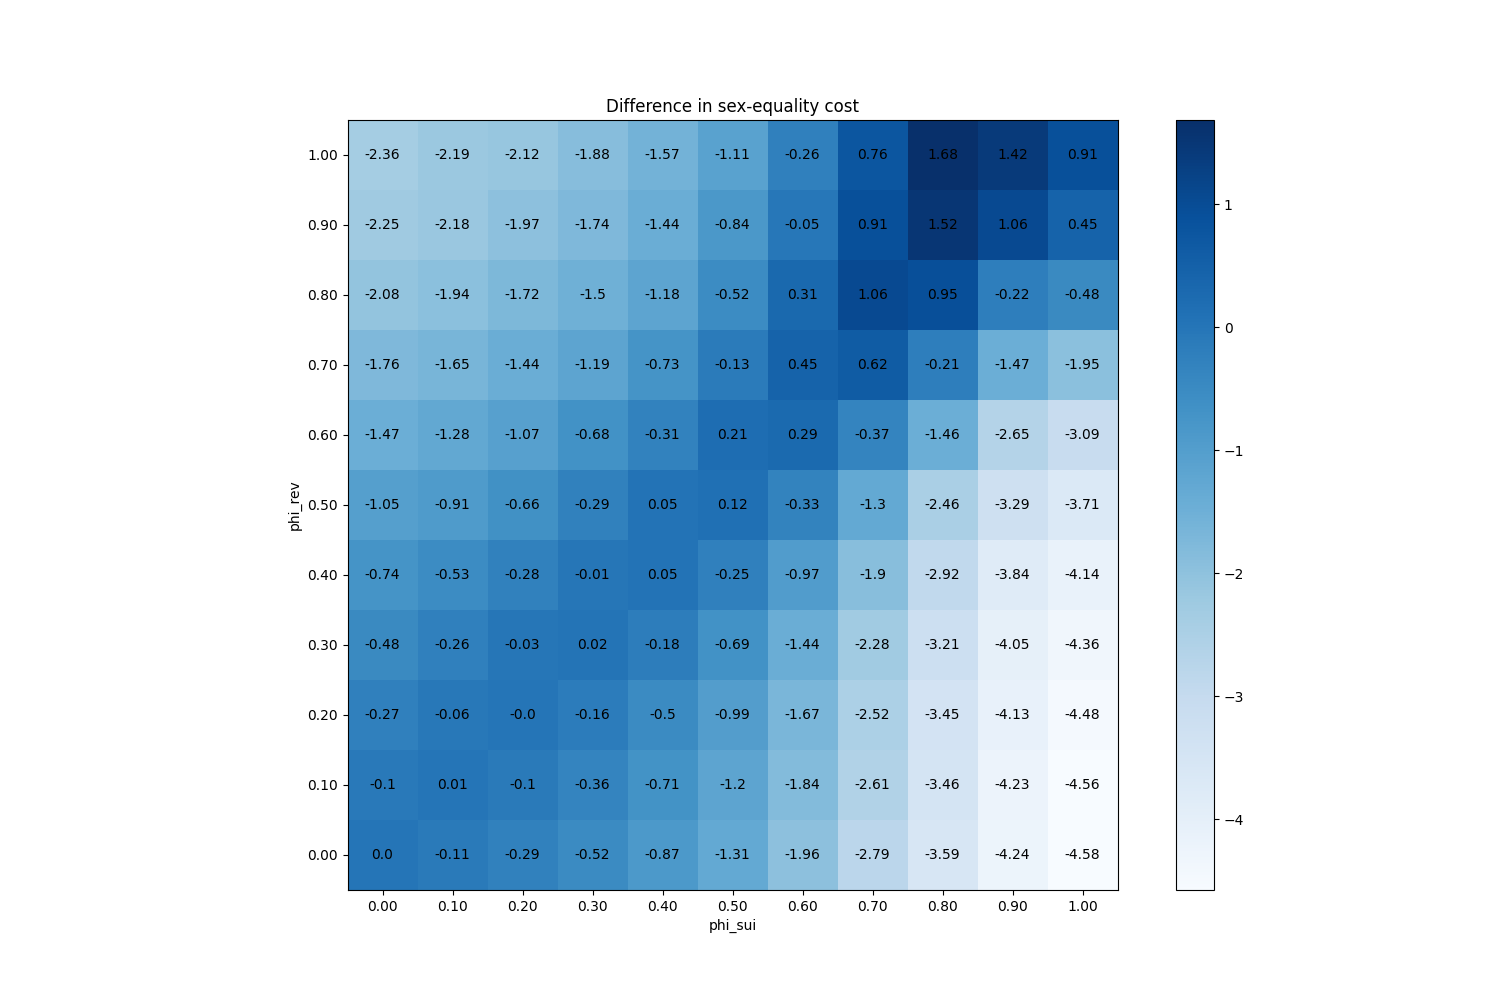 Difference in sex-equality cost
1.00 -2.36 -2.19 -2.12 -1.88 -1.57 -1.11 -0.26 0.76 1.68 1.42 0.91
0.90 -2.25 -2.18 -1.97 -1.74 -1.44 -0.84 -0.05 0.91 1.52 1.06 0.45
0.80 -2.08 -1.94 -1.72 -1.5 -1.18 -0.52 0.31 1.06 0.95 -0.22 -0.48
0.70 -1.76 -1.65 -1.44 -1.19 -0.73 -0.13 0.45 0.62 -0.21 -1.47 -1.95
0.60 -1.47 -1.28 -1.07 -0.68 -0.31 0.21 0.29 -0.37 -1.46 -2.65 -3.09
0.50 -1.05 -0.91 -0.66 -0.29 0.05 0.12 -0.33 -1.3 -2.46 -3.29 -3.71
0.40 -0.74 -0.53 -0.28 -0.01 0.05 -0.25 -0.97 -1.9 -2.92 -3.84 -4.14
0.30 -0.48 -0.26 -0.03 0.02 -0.18 -0.69 -1.44 -2.28 -3.21 -4.05 -4.36
0.20 -0.27 -0.06 -0.0 -0.16 -0.5 -0.99 -1.67 -2.52 -3.45 -4.13 -4.48
0.10 -0.1 0.01 -0.1 -0.36 -0.71 -1.2 -1.84 -2.61 -3.46 -4.23 -4.56
0.00 0.0 -0.11 -0.29 -0.52 -0.87 -1.31 -1.96 -2.79 -3.59 -4.24 -4.58
0.00 0.10 0.20 0.30 0.40 0.50 0.60 0.70 0.80 0.90 1.00
phi_sui
phi_rev
1
0
−1
−2
−3
−4